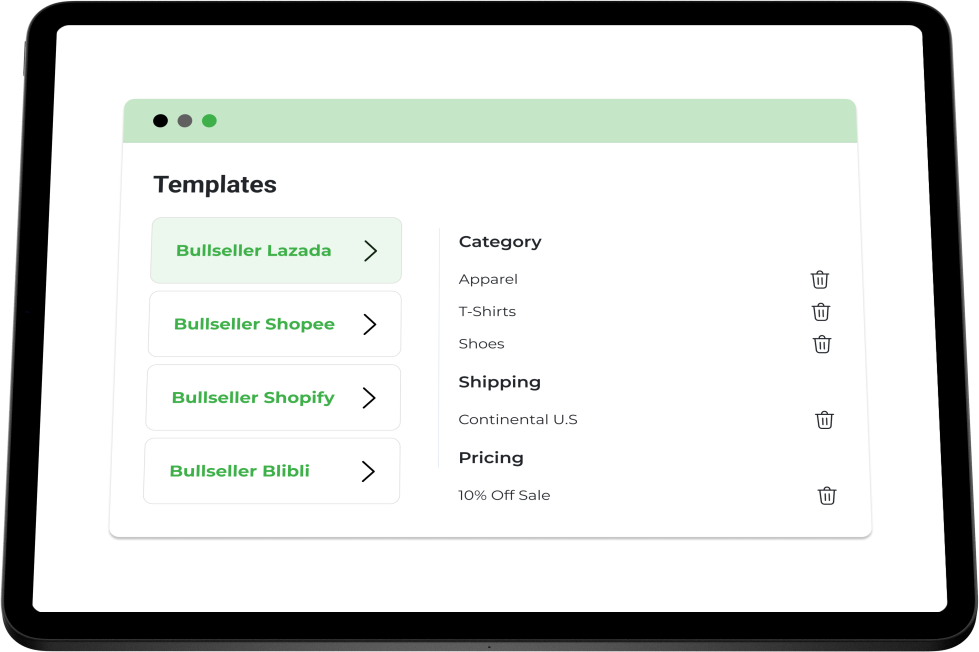 Templates
Bullseller Lazada
Bullseller Shopee
Bullseller Shopify
Bullseller Blibli
Category
Apparel
T-Shirts
Shoes
Shipping
Continental U.S
Pricing
10% Off Sale